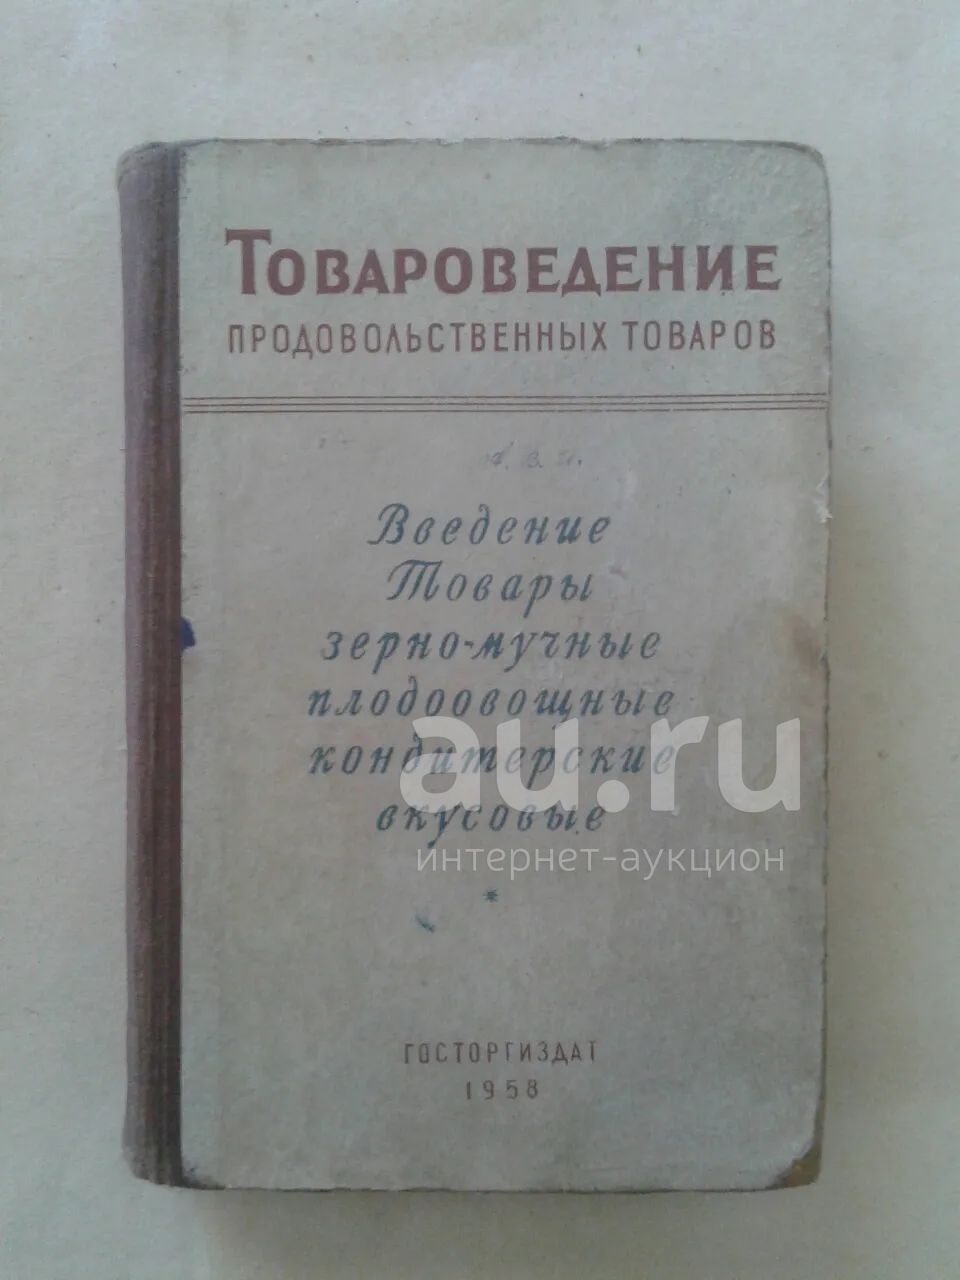 Товароведение
продовольственных товаров
Введение
Товары
зерно-мучные
плодоовощные
кондитерские
вкусовые
*
au.ru
интернет-аукцион
Госторгиздат
1958